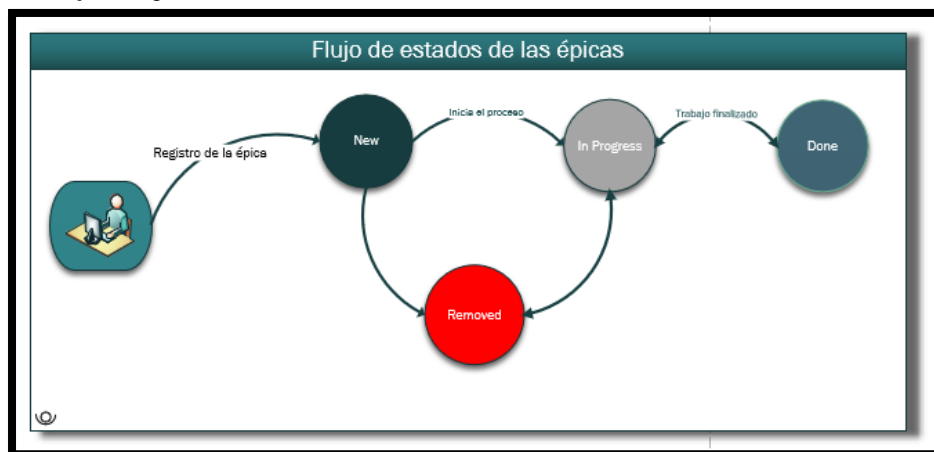 Flujo de estados de las épicas
Inicia el proceso
Trabajo finalizado
New
In Progress
Done
Registro de la épica
Removed